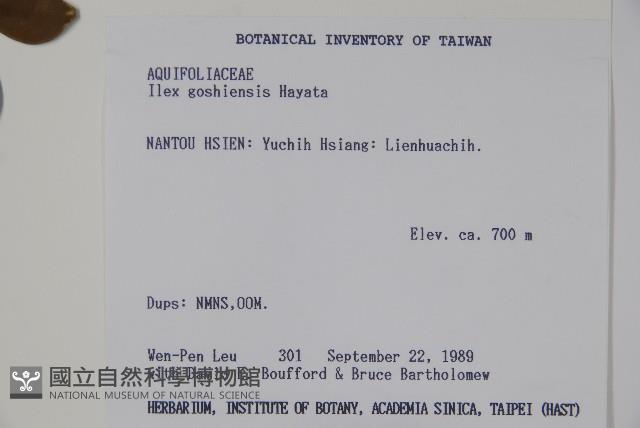 BOTANICAL INVENTORY OF TAIWAN
AQUIFOLIACEAE
Ilex goshiensis Hayata
NANTOU HSIEN: Yuchih Hsiang: Lienhuachih.
Elev. ca. 700 m
Dups: NMNS,OOM.
Wen-Pen Leu 301 September 22, 1989
Boufford & Bruce Bartholomew
國立自然科學博物館
NATIONAL MUSEUM OF NATURAL SCIENCE
HERBARIUM, INSTITUTE OF BOTANY, ACADEMIA SINICA, TAIPEI (HAST)